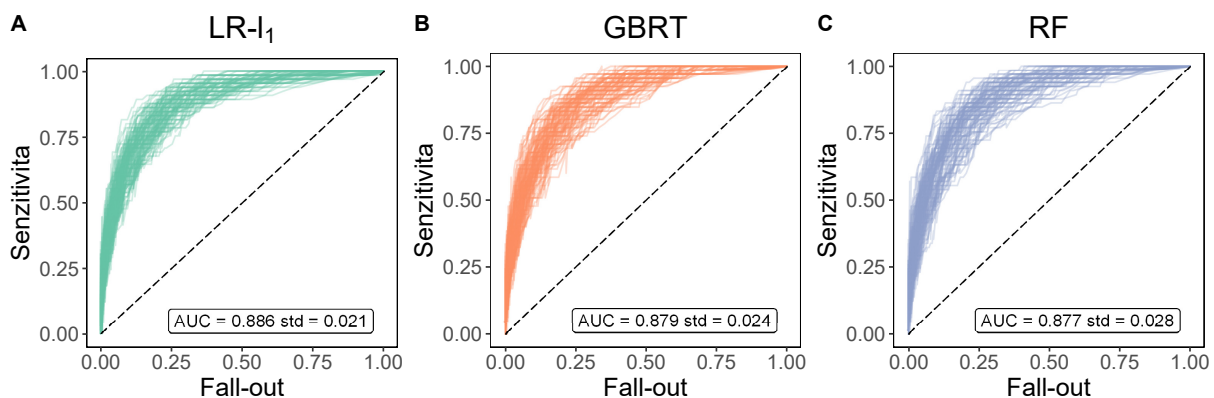 A
LR-l₁
1.00
0.75
0.50
0.25
0.00
Senzitivita
AUC = 0.886 std = 0.021
0.00 0.25 0.50 0.75 1.00
Fall-out
B
GBRT
1.00
0.75
0.50
0.25
0.00
Senzitivita
AUC = 0.879 std = 0.024
0.00 0.25 0.50 0.75 1.00
Fall-out
C
RF
1.00
0.75
0.50
0.25
0.00
Senzitivita
AUC = 0.877 std = 0.028
0.00 0.25 0.50 0.75 1.00
Fall-out